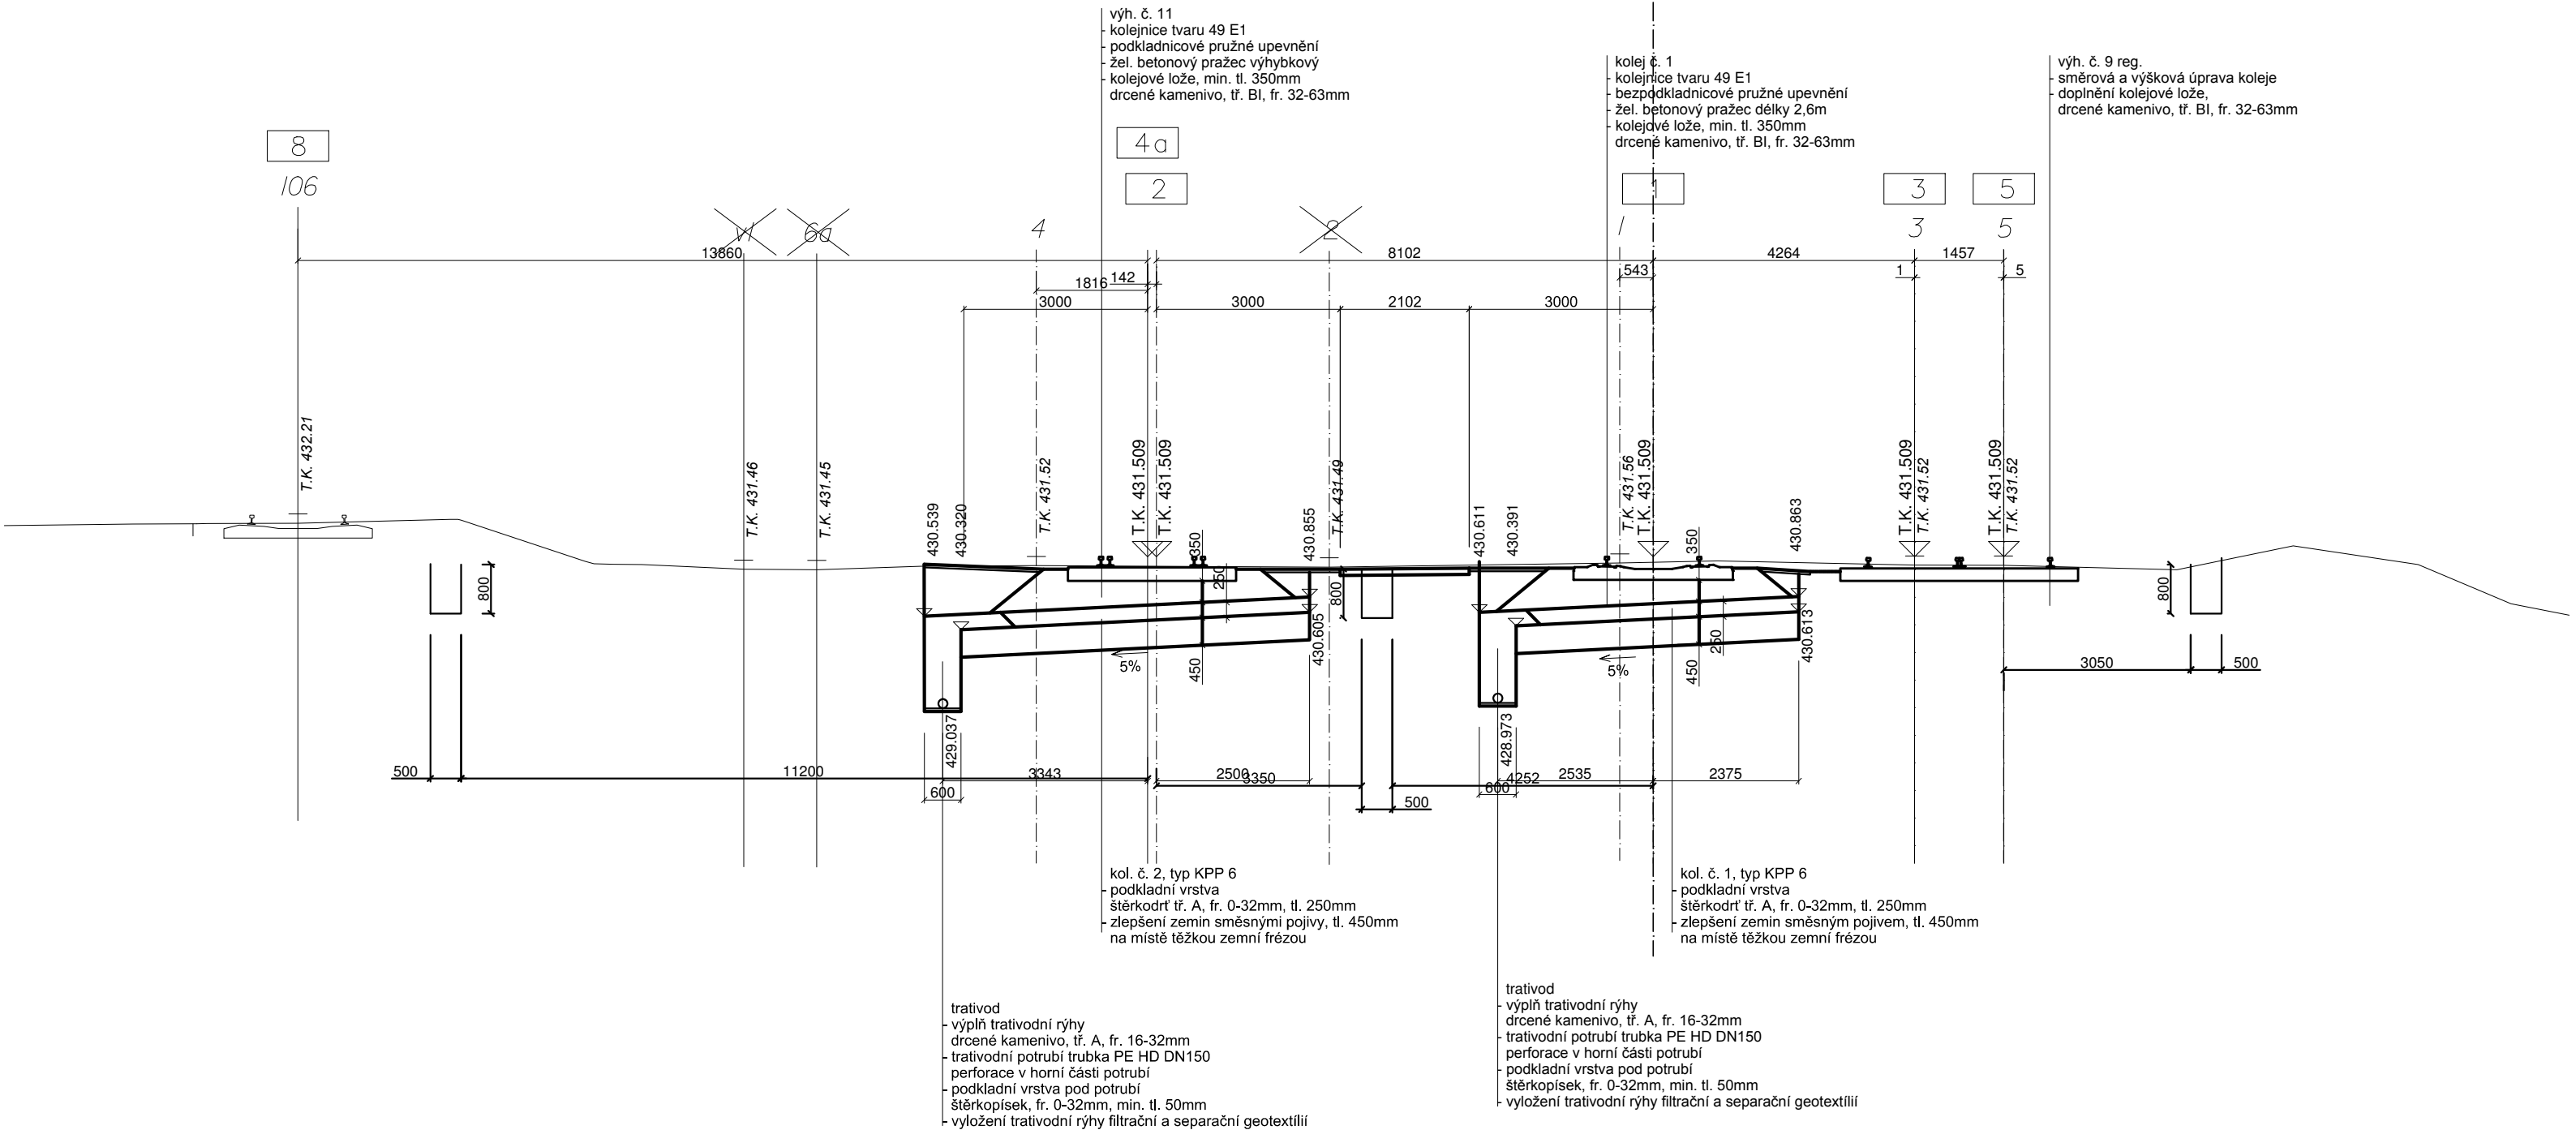 výh. č. 11
kolejnice tvaru 49 E1
podkladnicové pružné upevnění
žel. betonový pražec výhybkový
kolejové lože, min. tl. 350mm
drcené kamenivo, tř. BI, fr. 32-63mm
kolej č. 1
kolejnice tvaru 49 E1
bezpodkladnicové pružné upevnění
žel. betonový pražec délky 2,6m
kolejové lože, min. tl. 350mm
drcené kamenivo, tř. BI, fr. 32-63mm
výh. č. 9 reg.
směrová a výšková úprava koleje
doplnění kolejové lože,
drcené kamenivo, tř. BI, fr. 32-63mm
8
4a
106
2
1
3
5
VI
6a
4
2
I
3
5
13860
8102
4264
1457
1816
142
543
1
5
3000
3000
2102
3000
T.K. 432.21
T.K. 431.46
T.K. 431.45
430.539
430.320
T.K. 431.52
T.K. 431.509
T.K. 431.509
350
250
430.855
T.K. 431.49
430.611
430.391
T.K. 431.56
T.K. 431.509
350
430.863
T.K. 431.509
T.K. 431.52
T.K. 431.509
T.K. 431.52
800
800
800
5%
450
430.605
5%
450
250
430.613
3050
500
429.037
428.973
500
11200
3343
2500
3350
4252
2535
2375
600
600
500
kol. č. 2, typ KPP 6
podkladní vrstva
štěrkodrť tř. A, fr. 0-32mm, tl. 250mm
zlepšení zemin směsnými pojivy, tl. 450mm
na místě těžkou zemní frézou
kol. č. 1, typ KPP 6
podkladní vrstva
štěrkodrť tř. A, fr. 0-32mm, tl. 250mm
zlepšení zemin směsným pojivem, tl. 450mm
na místě těžkou zemní frézou
trativod
výplň trativodní rýhy
drcené kamenivo, tř. A, fr. 16-32mm
trativodní potrubí trubka PE HD DN150
perforace v horní části potrubí
podkladní vrstva pod potrubí
štěrkopísek, fr. 0-32mm, min. tl. 50mm
vyložení trativodní rýhy filtrační a separační geotextílií
trativod
výplň trativodní rýhy
drcené kamenivo, tř. A, fr. 16-32mm
trativodní potrubí trubka PE HD DN150
perforace v horní části potrubí
podkladní vrstva pod potrubí
štěrkopísek, fr. 0-32mm, min. tl. 50mm
vyložení trativodní rýhy filtrační a separační geotextílií